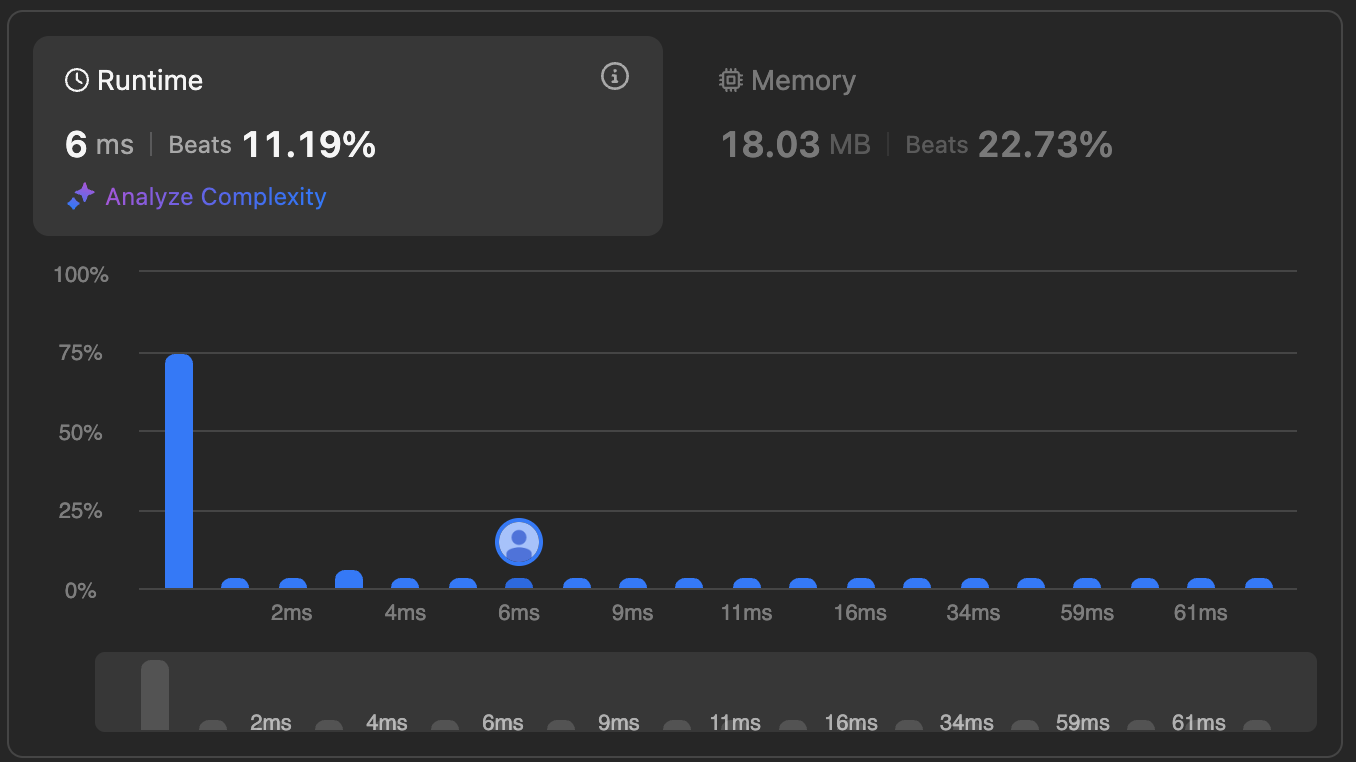 Runtime
6 ms | Beats 11.19%
Analyze Complexity
Memory
18.03 MB | Beats 22.73%
100%
75%
50%
25%
0%
2ms 4ms 6ms 9ms 11ms 16ms 34ms 59ms 61ms
2ms 4ms 6ms 9ms 11ms 16ms 34ms 59ms 61ms